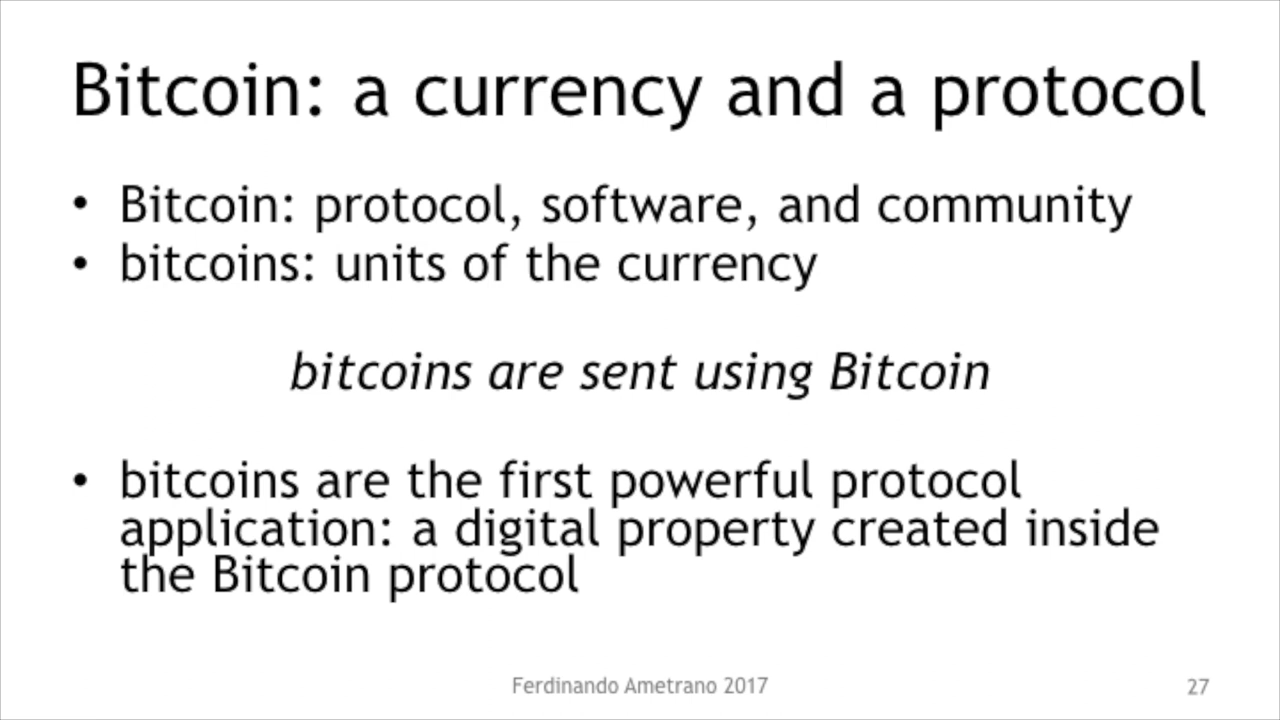 Bitcoin: a currency and a protocol
• Bitcoin: protocol, software, and community
• bitcoins: units of the currency
bitcoins are sent using Bitcoin
• bitcoins are the first powerful protocol
application: a digital property created inside
the Bitcoin protocol
Ferdinando Ametrano 2017
27